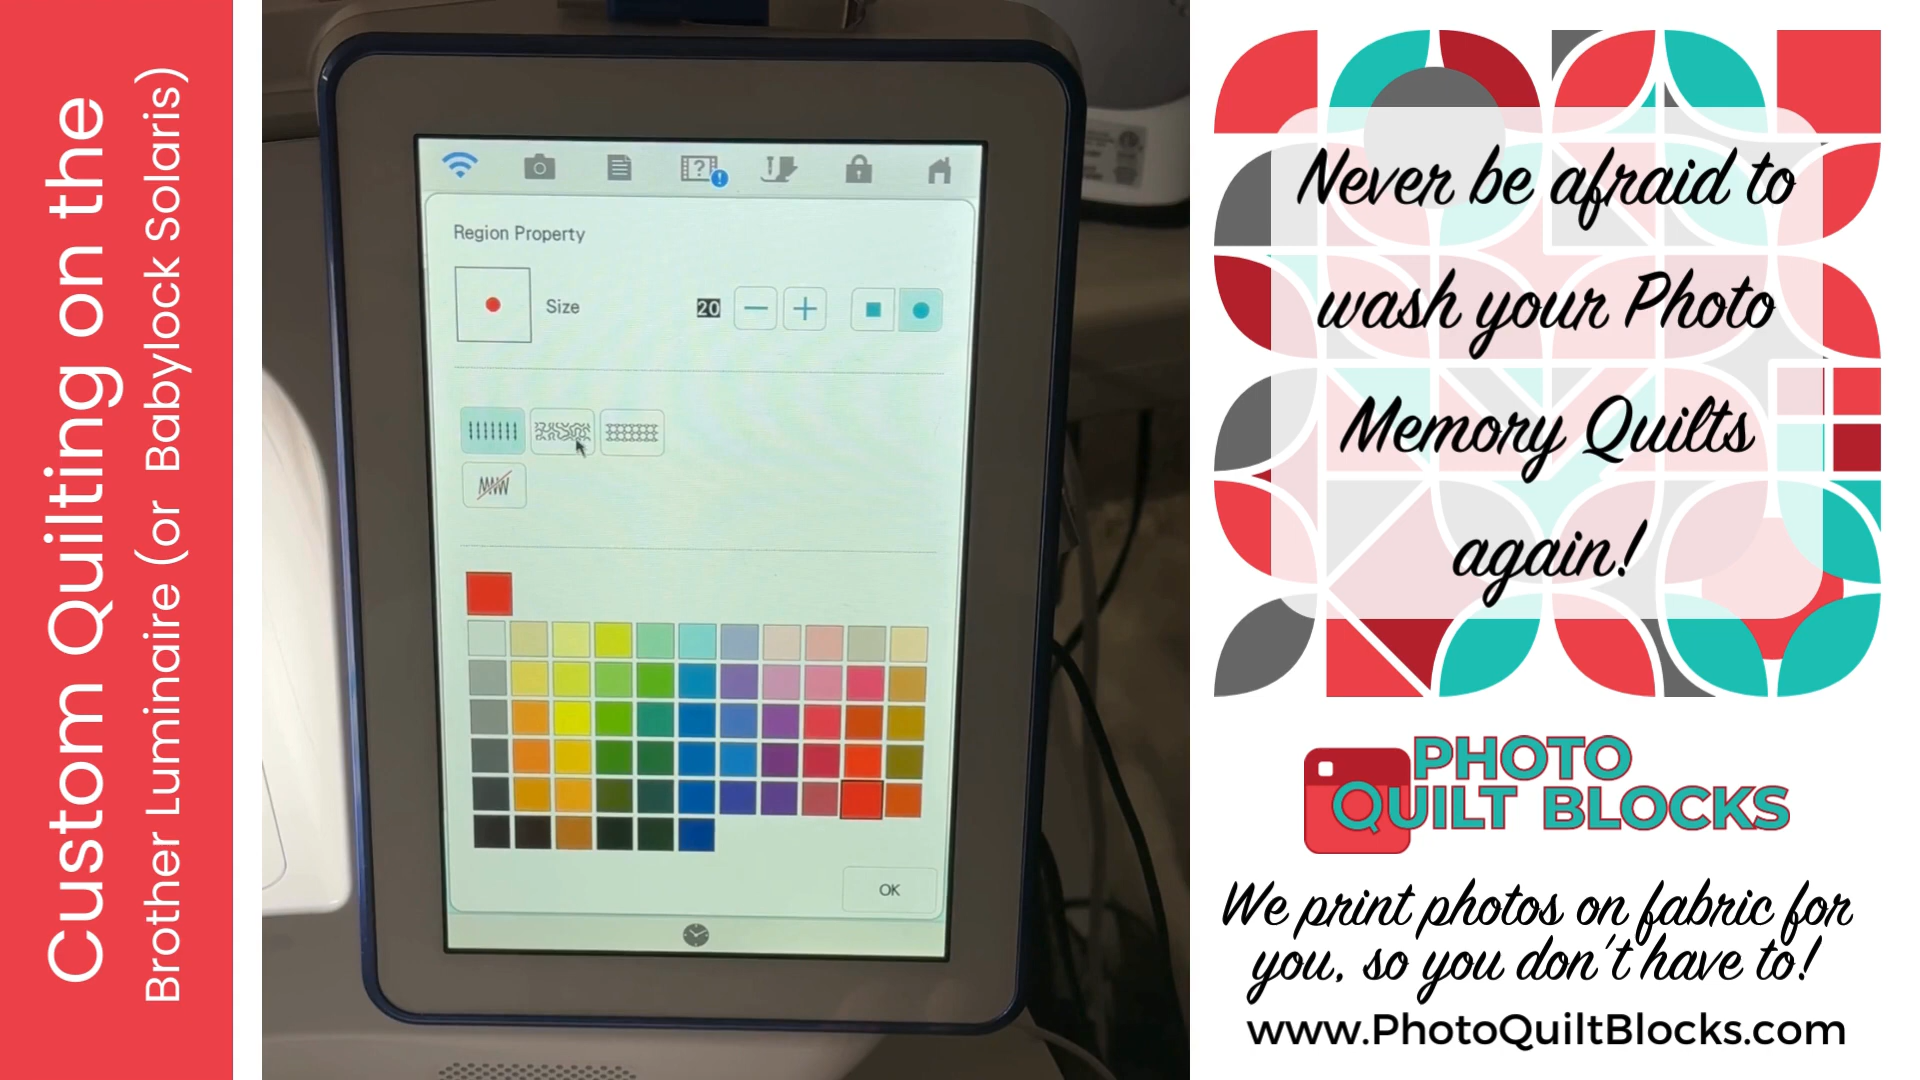 Custom Quilting on the
Brother Luminaire (or Babylock Solaris)
Region Property
Size
20
OK
Never be afraid to
wash your Photo
Memory Quilts
again!
PHOTO
QUILT BLOCKS
We print photos on fabric for
you, so you don't have to!
www.PhotoQuiltBlocks.com